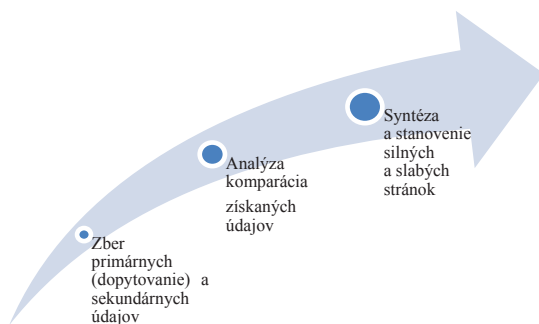 Zber
primárnych
(dopytovanie) a
sekundárnych
údajov
Analýza
komparácia
získaných
údajov
Syntéza
a stanovenie
silných
a slabých
stránok